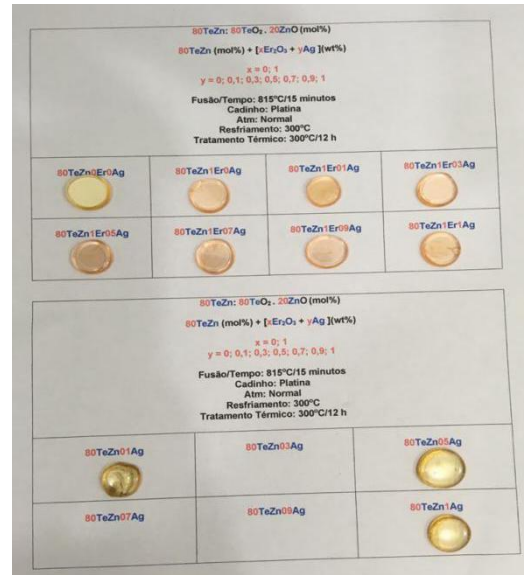 80TeZn: 80TeO₂ . 20ZnO (mol%)
80TeZn (mol%) + [xEr₂O₃ + yAg ](wt%)
x = 0; 1
y = 0; 0,1; 0,3; 0,5; 0,7; 0,9; 1
Fusão/Tempo: 815ºC/15 minutos
Cadinho: Platina
Atm: Normal
Resfriamento: 300ºC
Tratamento Térmico: 300ºC/12 h
80TeZn0Er0Ag 80TeZn1Er0Ag 80TeZn1Er01Ag 80TeZn1Er03Ag
80TeZn1Er05Ag 80TeZn1Er07Ag 80TeZn1Er09Ag 80TeZn1Er1Ag
80TeZn: 80TeO₂ . 20ZnO (mol%)
80TeZn (mol%) + [xEr₂O₃ + yAg ](wt%)
x = 0; 1
y = 0; 0,1; 0,3; 0,5; 0,7; 0,9; 1
Fusão/Tempo: 815ºC/15 minutos
Cadinho: Platina
Atm: Normal
Resfriamento: 300ºC
Tratamento Térmico: 300ºC/12 h
80TeZn01Ag 80TeZn03Ag 80TeZn05Ag
80TeZn07Ag 80TeZn09Ag 80TeZn1Ag